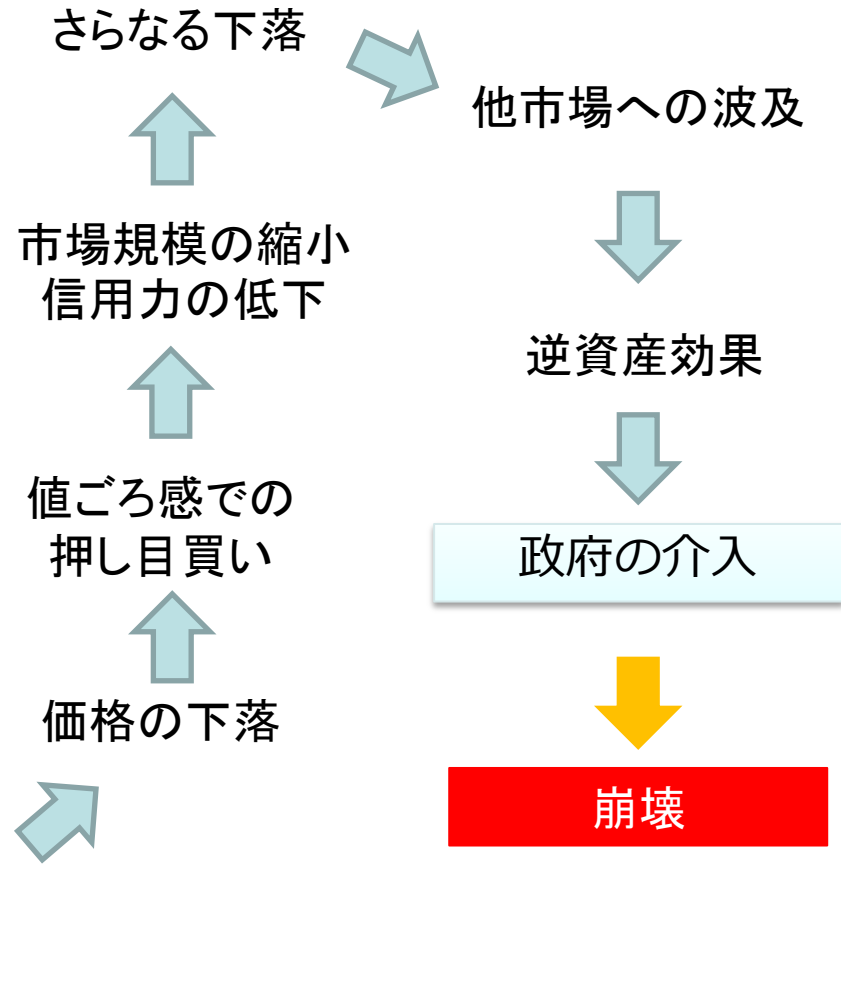 さらなる下落
他市場への波及
市場規模の縮小
信用力の低下
逆資産効果
値ごろ感での
押し目買い
政府の介入
価格の下落
崩壊